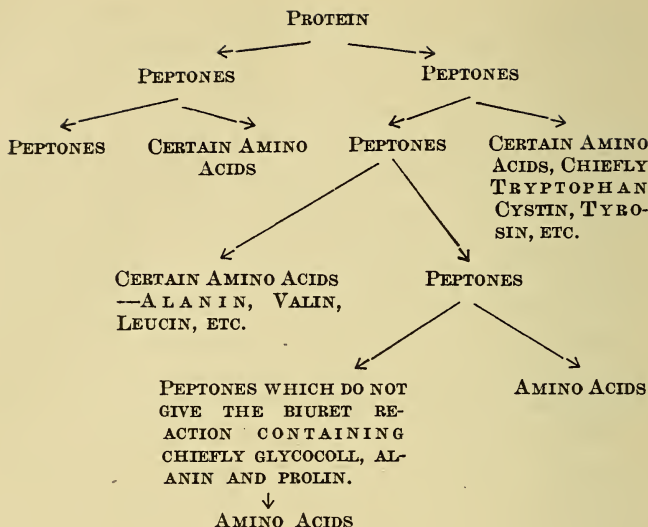 PROTEIN
PEPTONES PEPTONES
PEPTONES CERTAIN AMINO ACIDS PEPTONES CERTAIN AMINO
ACIDS, CHIEFLY
TRYPTOPHAN
CYSTIN, TYRO-
SIN, ETC.
CERTAIN AMINO ACIDS
—ALANIN, VALIN,
LEUCIN, ETC.
PEPTONES
PEPTONES WHICH DO NOT
GIVE THE BIURET RE-
ACTION CONTAINING
CHIEFLY GLYCOCOLL, AL-
ANIN AND PROLIN.
AMINO ACIDS
AMINO ACIDS